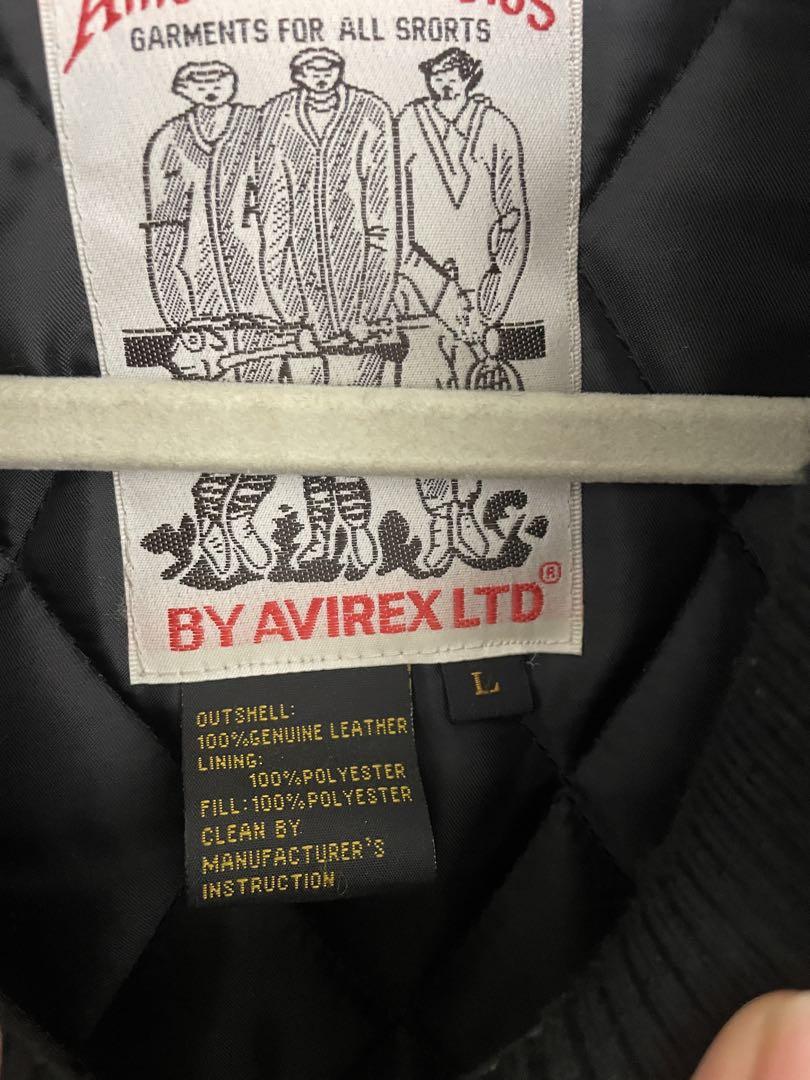 GARMENTS FOR ALL SRORTS
BY AVIREX LTD®
L
OUTSHELL:
100%GENUINE LEATHER
LINING:
100%POLYESTER
FILL:100%POLYESTER
CLEAN BY
MANUFACTURER'S
INSTRUCTION